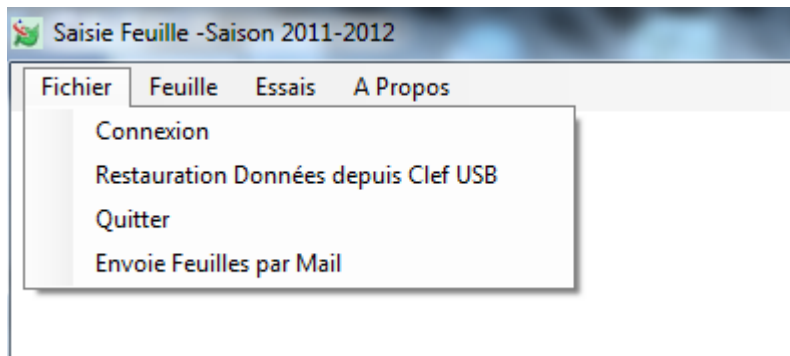 Saisie Feuille -Saison 2011-2012
Fichier Feuille Essais A Propos
Connexion
Restauration Données depuis Clef USB
Quitter
Envoie Feuilles par Mail